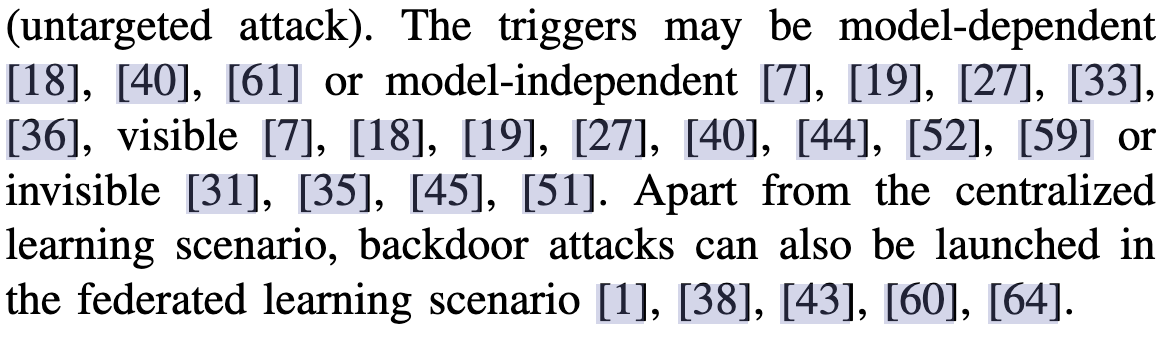 (untargeted attack). The triggers may be model-dependent
[18], [40], [61] or model-independent [7], [19], [27], [33],
[36], visible [7], [18], [19], [27], [40], [44], [52], [59] or
invisible [31], [35], [45], [51]. Apart from the centralized
learning scenario, backdoor attacks can also be launched in
the federated learning scenario [1], [38], [43], [60], [64].